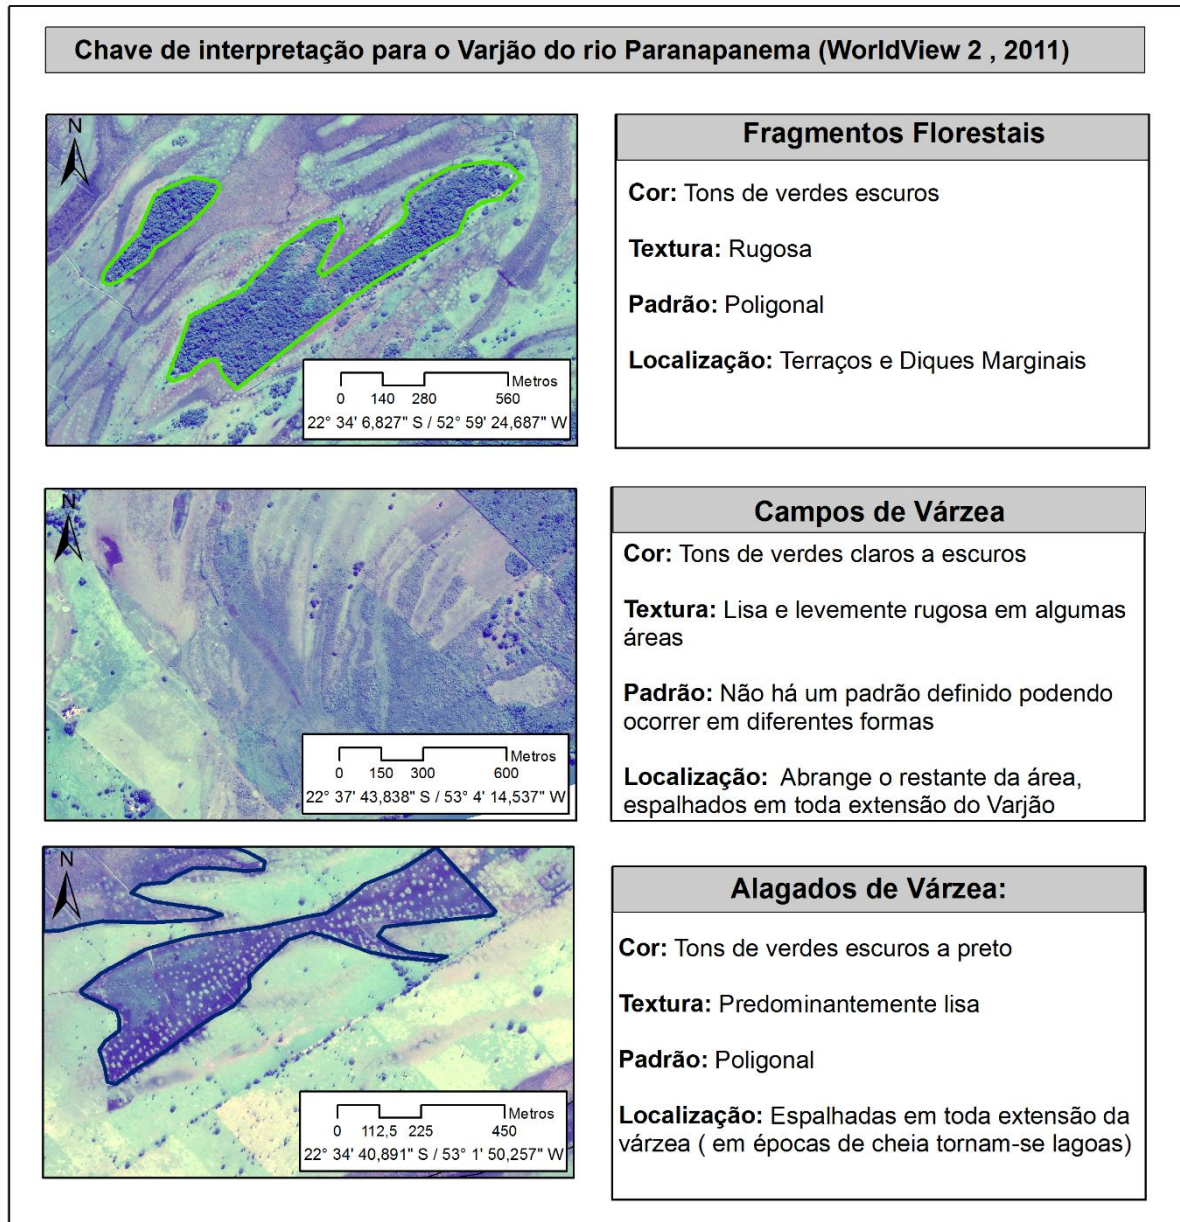 Chave de interpretação para o Varjão do rio Paranapanema (WorldView 2 , 2011)
N
Metros
0 140 280 560
22° 34' 6,827" S / 52° 59' 24,687" W
Fragmentos Florestais
Cor: Tons de verdes escuros
Textura: Rugosa
Padrão: Poligonal
Localização: Terraços e Diques Marginais
N
Metros
0 150 300 600
22° 37' 43,838" S / 53° 4' 14,537" W
Campos de Várzea
Cor: Tons de verdes claros a escuros
Textura: Lisa e levemente rugosa em algumas
áreas
Padrão: Não há um padrão definido podendo
ocorrer em diferentes formas
Localização: Abrange o restante da área,
espalhados em toda extensão do Varjão
N
Metros
0 112,5 225 450
22° 34' 40,891" S / 53° 1' 50,257" W
Alagados de Várzea:
Cor: Tons de verdes escuros a preto
Textura: Predominantemente lisa
Padrão: Poligonal
Localização: Espalhadas em toda extensão da
várzea ( em épocas de cheia tornam-se lagoas)